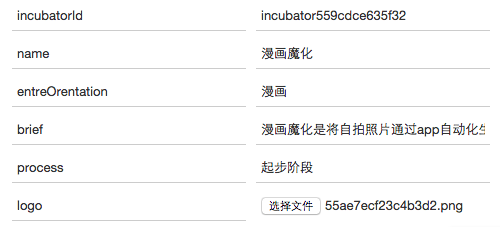 incubatorId incubator559cdce635f32
name 漫画魔化
entreOrentation 漫画
brief 漫画魔化是将自拍照片通过app自动化
process 起步阶段
logo 选择文件 55ae7ecf23c4b3d2.png